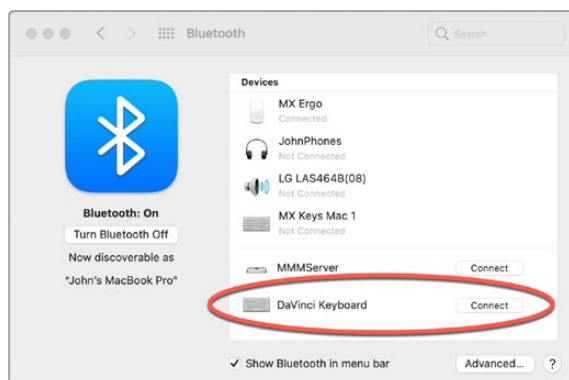 Bluetooth
Search
Bluetooth: On
Turn Bluetooth Off
Now discoverable as
"John's MacBook Pro"
Devices
MX Ergo
Connected
JohnPhones
Not Connected
LG LAS464B(08)
Not Connected
MX Keys Mac 1
Not Connected
MMMServer
Connect
DaVinci Keyboard
Connect
Show Bluetooth in menu bar
Advanced...
?